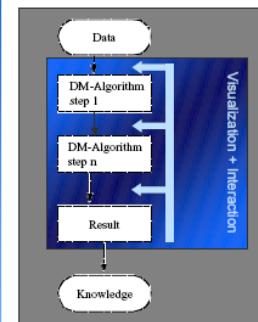 Data
DM-Algorithm
step 1
DM-Algorithm
step n
Result
Knowledge
Visualization + Interaction